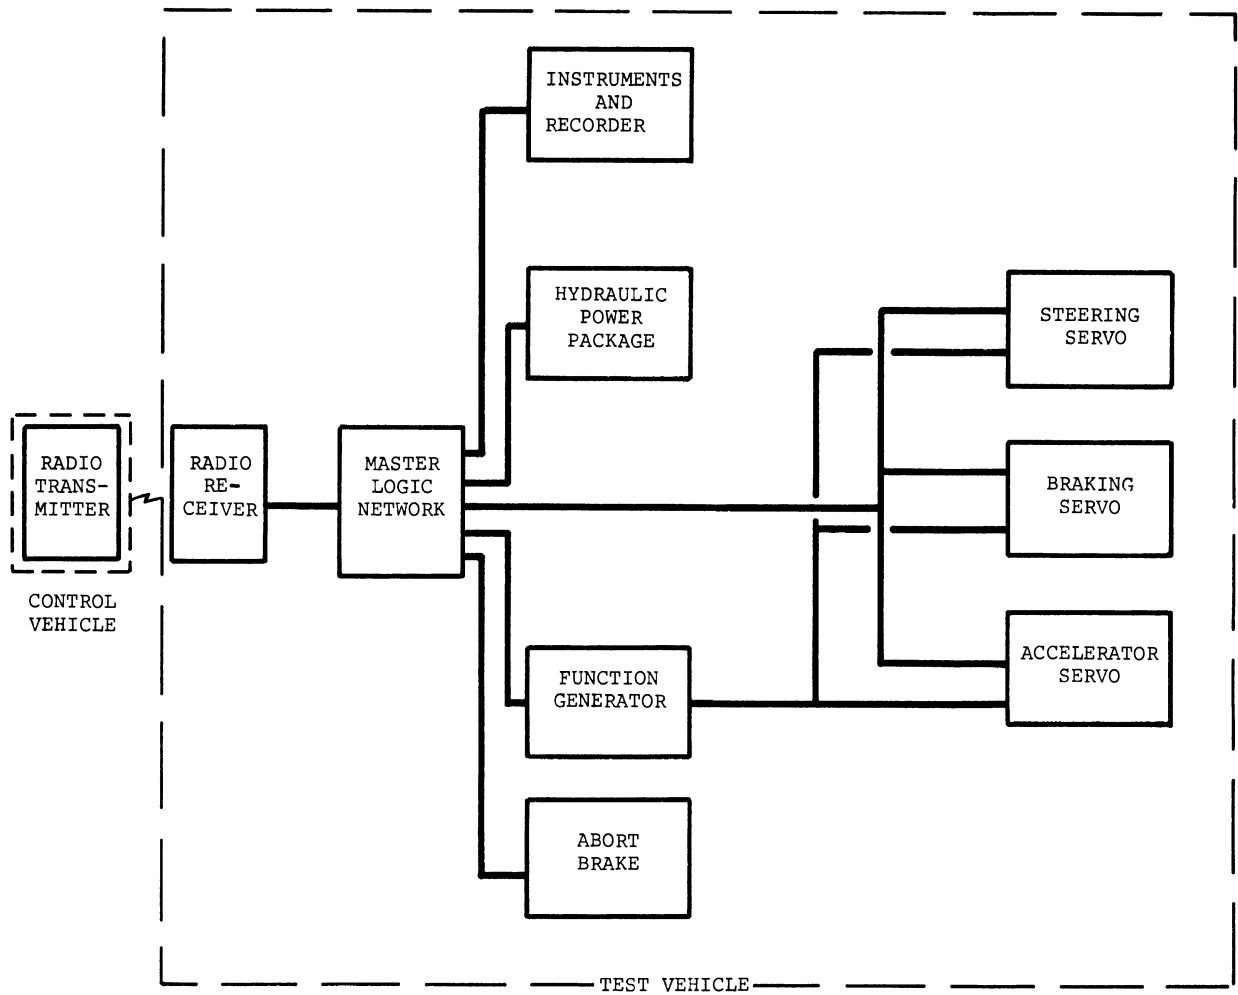 INSTRUMENTS
AND
RECORDER
HYDRAULIC
POWER
PACKAGE
STEERING
SERVO
RADIO
TRANS-
MITTER
RADIO
RE-
CEIVER
MASTER
LOGIC
NETWORK
BRAKING
SERVO
CONTROL
VEHICLE
FUNCTION
GENERATOR
ACCELERATOR
SERVO
ABORT
BRAKE
TEST VEHICLE